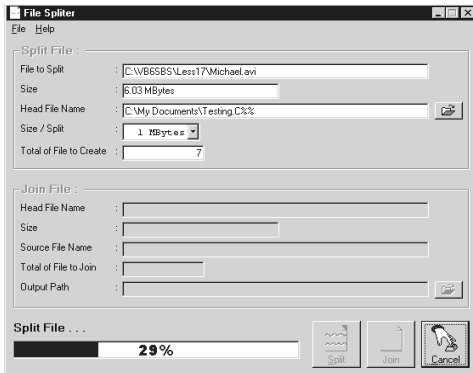 File Spliter
File Help
Split File :
File to Split : C:\VB6SBS\Less17\Michael.avi
Size : 6.03 MBytes
Head File Name : C:\My Documents\Testing.C%%
Size / Split : 1 MBytes
Total of File to Create : 7
Join File :
Head File Name :
Size :
Source File Name :
Total of File to Join :
Output Path :
Split File . . .
29%
Split Join Cancel